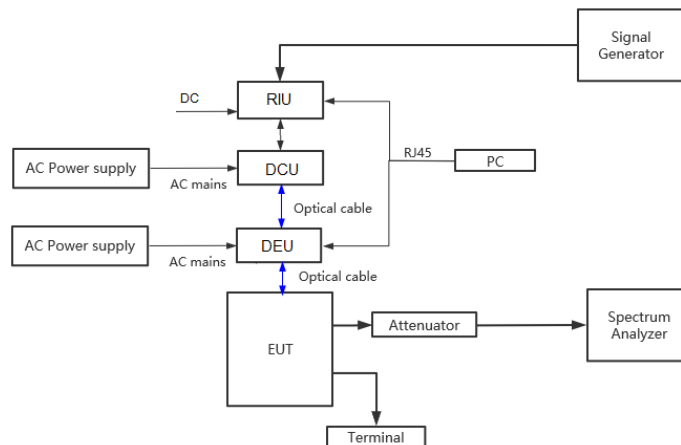 Signal
Generator
DC
RIU
RJ45
PC
AC Power supply
AC mains
DCU
Optical cable
AC Power supply
AC mains
DEU
Optical cable
EUT
Attenuator
Spectrum
Analyzer
Terminal